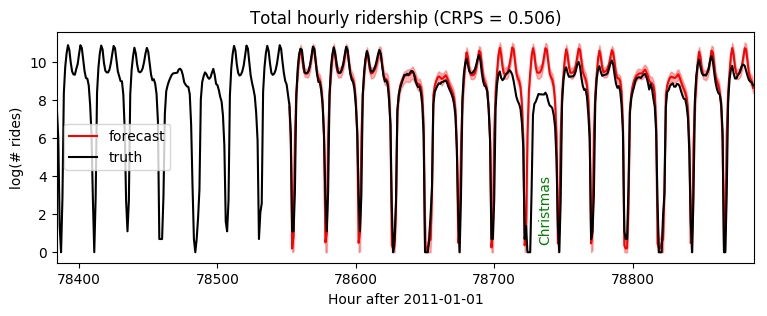 Total hourly ridership (CRPS = 0.506)
log(# rides)
10
8
6
4
2
0
forecast
truth
Christmas
78400 78500 78600 78700 78800
Hour after 2011-01-01